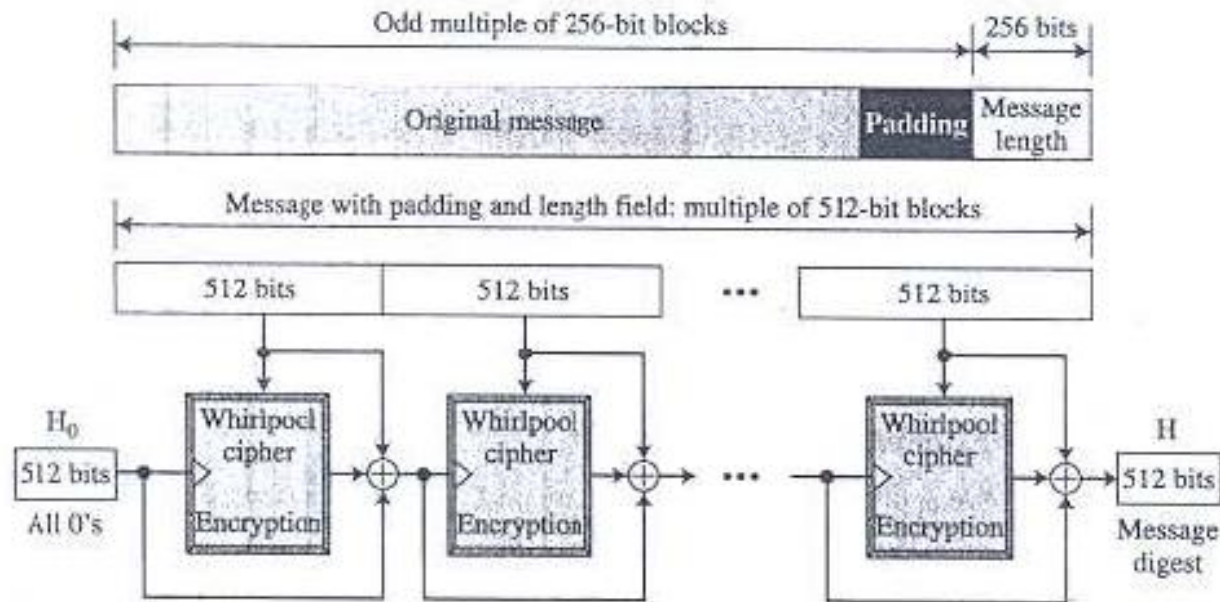 Odd multiple of 256-bit blocks
256 bits
Original message
Padding
Message
length
Message with padding and length field: multiple of 512-bit blocks
512 bits
512 bits
•••
512 bits
Whirlpool
cipher
Encryption
Whirlpool
cipher
Encryption
•••
Whirlpool
cipher
Encryption
H₀
512 bits
All 0's
H
512 bits
Message
digest